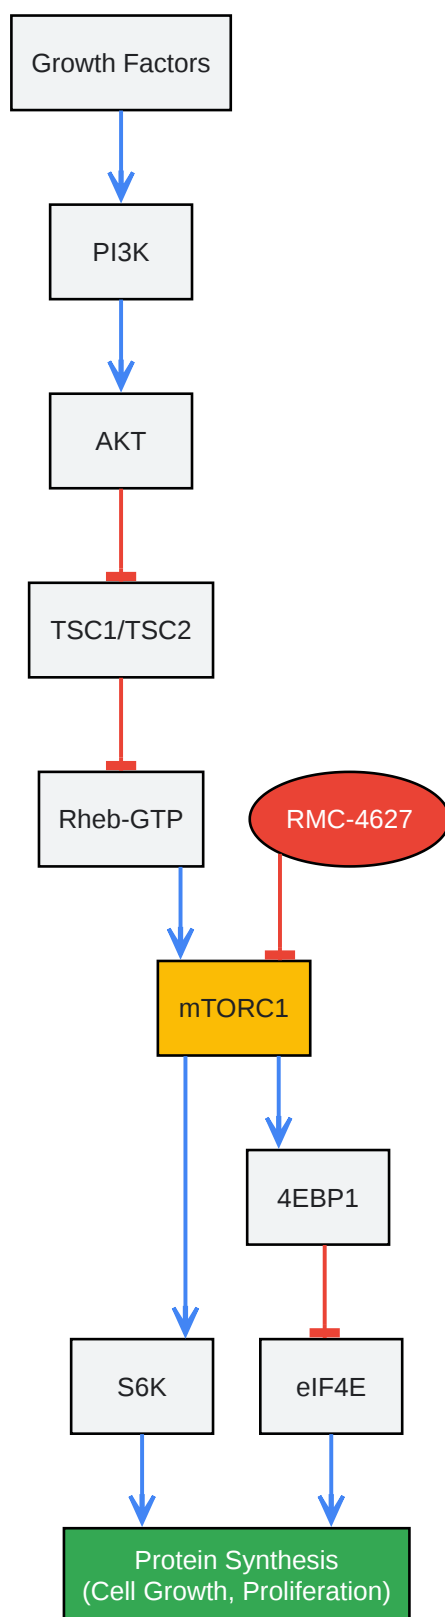 Growth Factors
PI3K
AKT
TSC1/TSC2
Rheb-GTP
RMC-4627
mTORC1
4EBP1
S6K
eIF4E
Protein Synthesis
(Cell Growth, Proliferation)